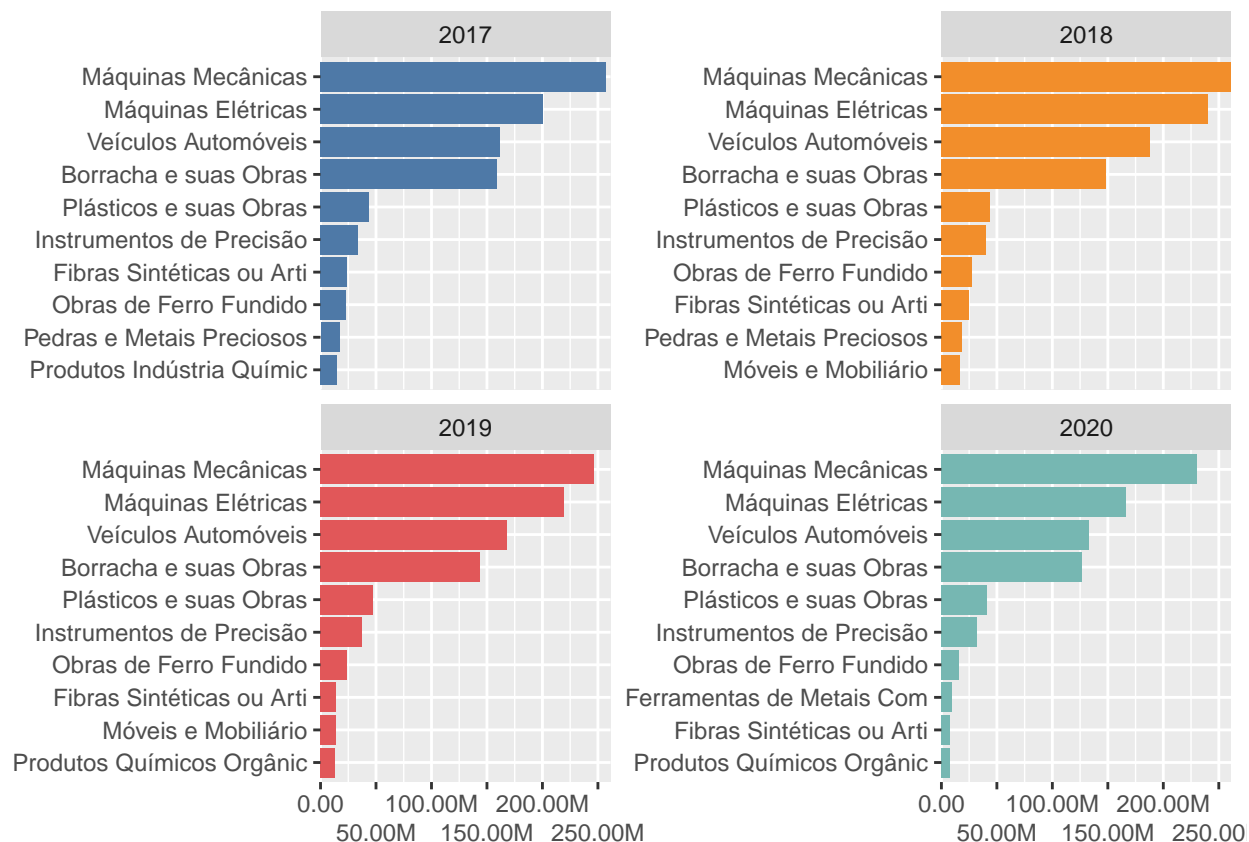 2017
Máquinas Mecânicas
Máquinas Elétricas
Veículos Automóveis
Borracha e suas Obras
Plásticos e suas Obras
Instrumentos de Precisão
Fibras Sintéticas ou Arti
Obras de Ferro Fundido
Pedras e Metais Preciosos
Produtos Indústria Químic
2018
Máquinas Mecânicas
Máquinas Elétricas
Veículos Automóveis
Borracha e suas Obras
Plásticos e suas Obras
Instrumentos de Precisão
Obras de Ferro Fundido
Fibras Sintéticas ou Arti
Pedras e Metais Preciosos
Móveis e Mobiliário
2019
Máquinas Mecânicas
Máquinas Elétricas
Veículos Automóveis
Borracha e suas Obras
Plásticos e suas Obras
Instrumentos de Precisão
Obras de Ferro Fundido
Fibras Sintéticas ou Arti
Móveis e Mobiliário
Produtos Químicos Orgânic
0.00 100.00M 200.00M
50.00M 150.00M 250.00M
2020
Máquinas Mecânicas
Máquinas Elétricas
Veículos Automóveis
Borracha e suas Obras
Plásticos e suas Obras
Instrumentos de Precisão
Obras de Ferro Fundido
Ferramentas de Metais Com
Fibras Sintéticas ou Arti
Produtos Químicos Orgânic
0.00 100.00M 200.00M
50.00M 150.00M 250.00